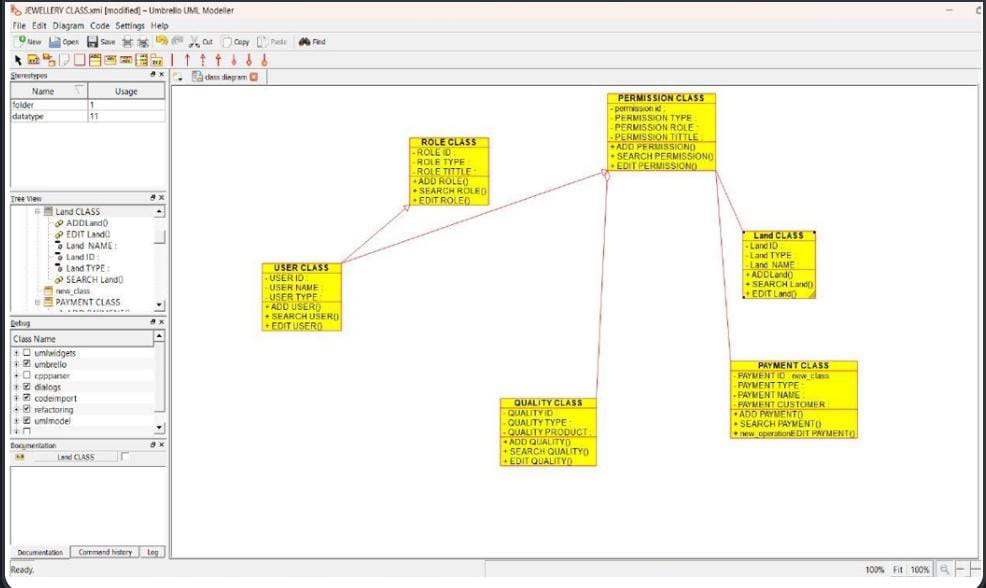 JEWELLERY CLASS.xmi [modified] – Umbrello UML Modeller
File Edit Diagram Code Settings Help
New Open Save Cut Copy Paste Find
Stereotypes
class diagram
Name Usage
folder 1
datatype 11
Tree View
Land CLASS
ADDLand()
EDIT Land()
Land NAME :
Land ID :
Land TYPE :
SEARCH Land()
new_class
PAYMENT CLASS
Debug
Class Name
umlwidgets
umbrello
cppparser
dialogs
codeimport
refactoring
umlmodel
Documentation
Land CLASS
Documentation Command history Log
Ready.
PERMISSION CLASS
- permission id :
- PERMISSION TYPE :
- PERMISSION ROLE :
- PERMISSION TITTLE :
+ ADD PERMISSION()
+ SEARCH PERMISSION()
+ EDIT PERMISSION()
ROLE CLASS
- ROLE ID :
- ROLE TYPE :
- ROLE TITTLE :
+ ADD ROLE()
+ SEARCH ROLE()
+ EDIT ROLE()
USER CLASS
- USER ID
- USER NAME :
- USER TYPE
+ ADD USER()
+ SEARCH USER()
+ EDIT USER()
Land CLASS
- Land ID :
- Land TYPE
- Land NAME :
+ ADDLand()
+ SEARCH Land()
+ EDIT Land()
PAYMENT CLASS
- PAYMENT ID : new_class
- PAYMENT TYPE :
- PAYMENT NAME :
- PAYMENT CUSTOMER :
+ ADD PAYMENT()
+ SEARCH PAYMENT()
+ new_operationEDIT PAYMENT()
QUALITY CLASS
- QUALITY ID
- QUALITY TYPE :
- QUALITY PRODUCT :
+ ADD QUALITY()
+ SEARCH QUALITY()
+ EDIT QUALITY()
100% Fit 100%